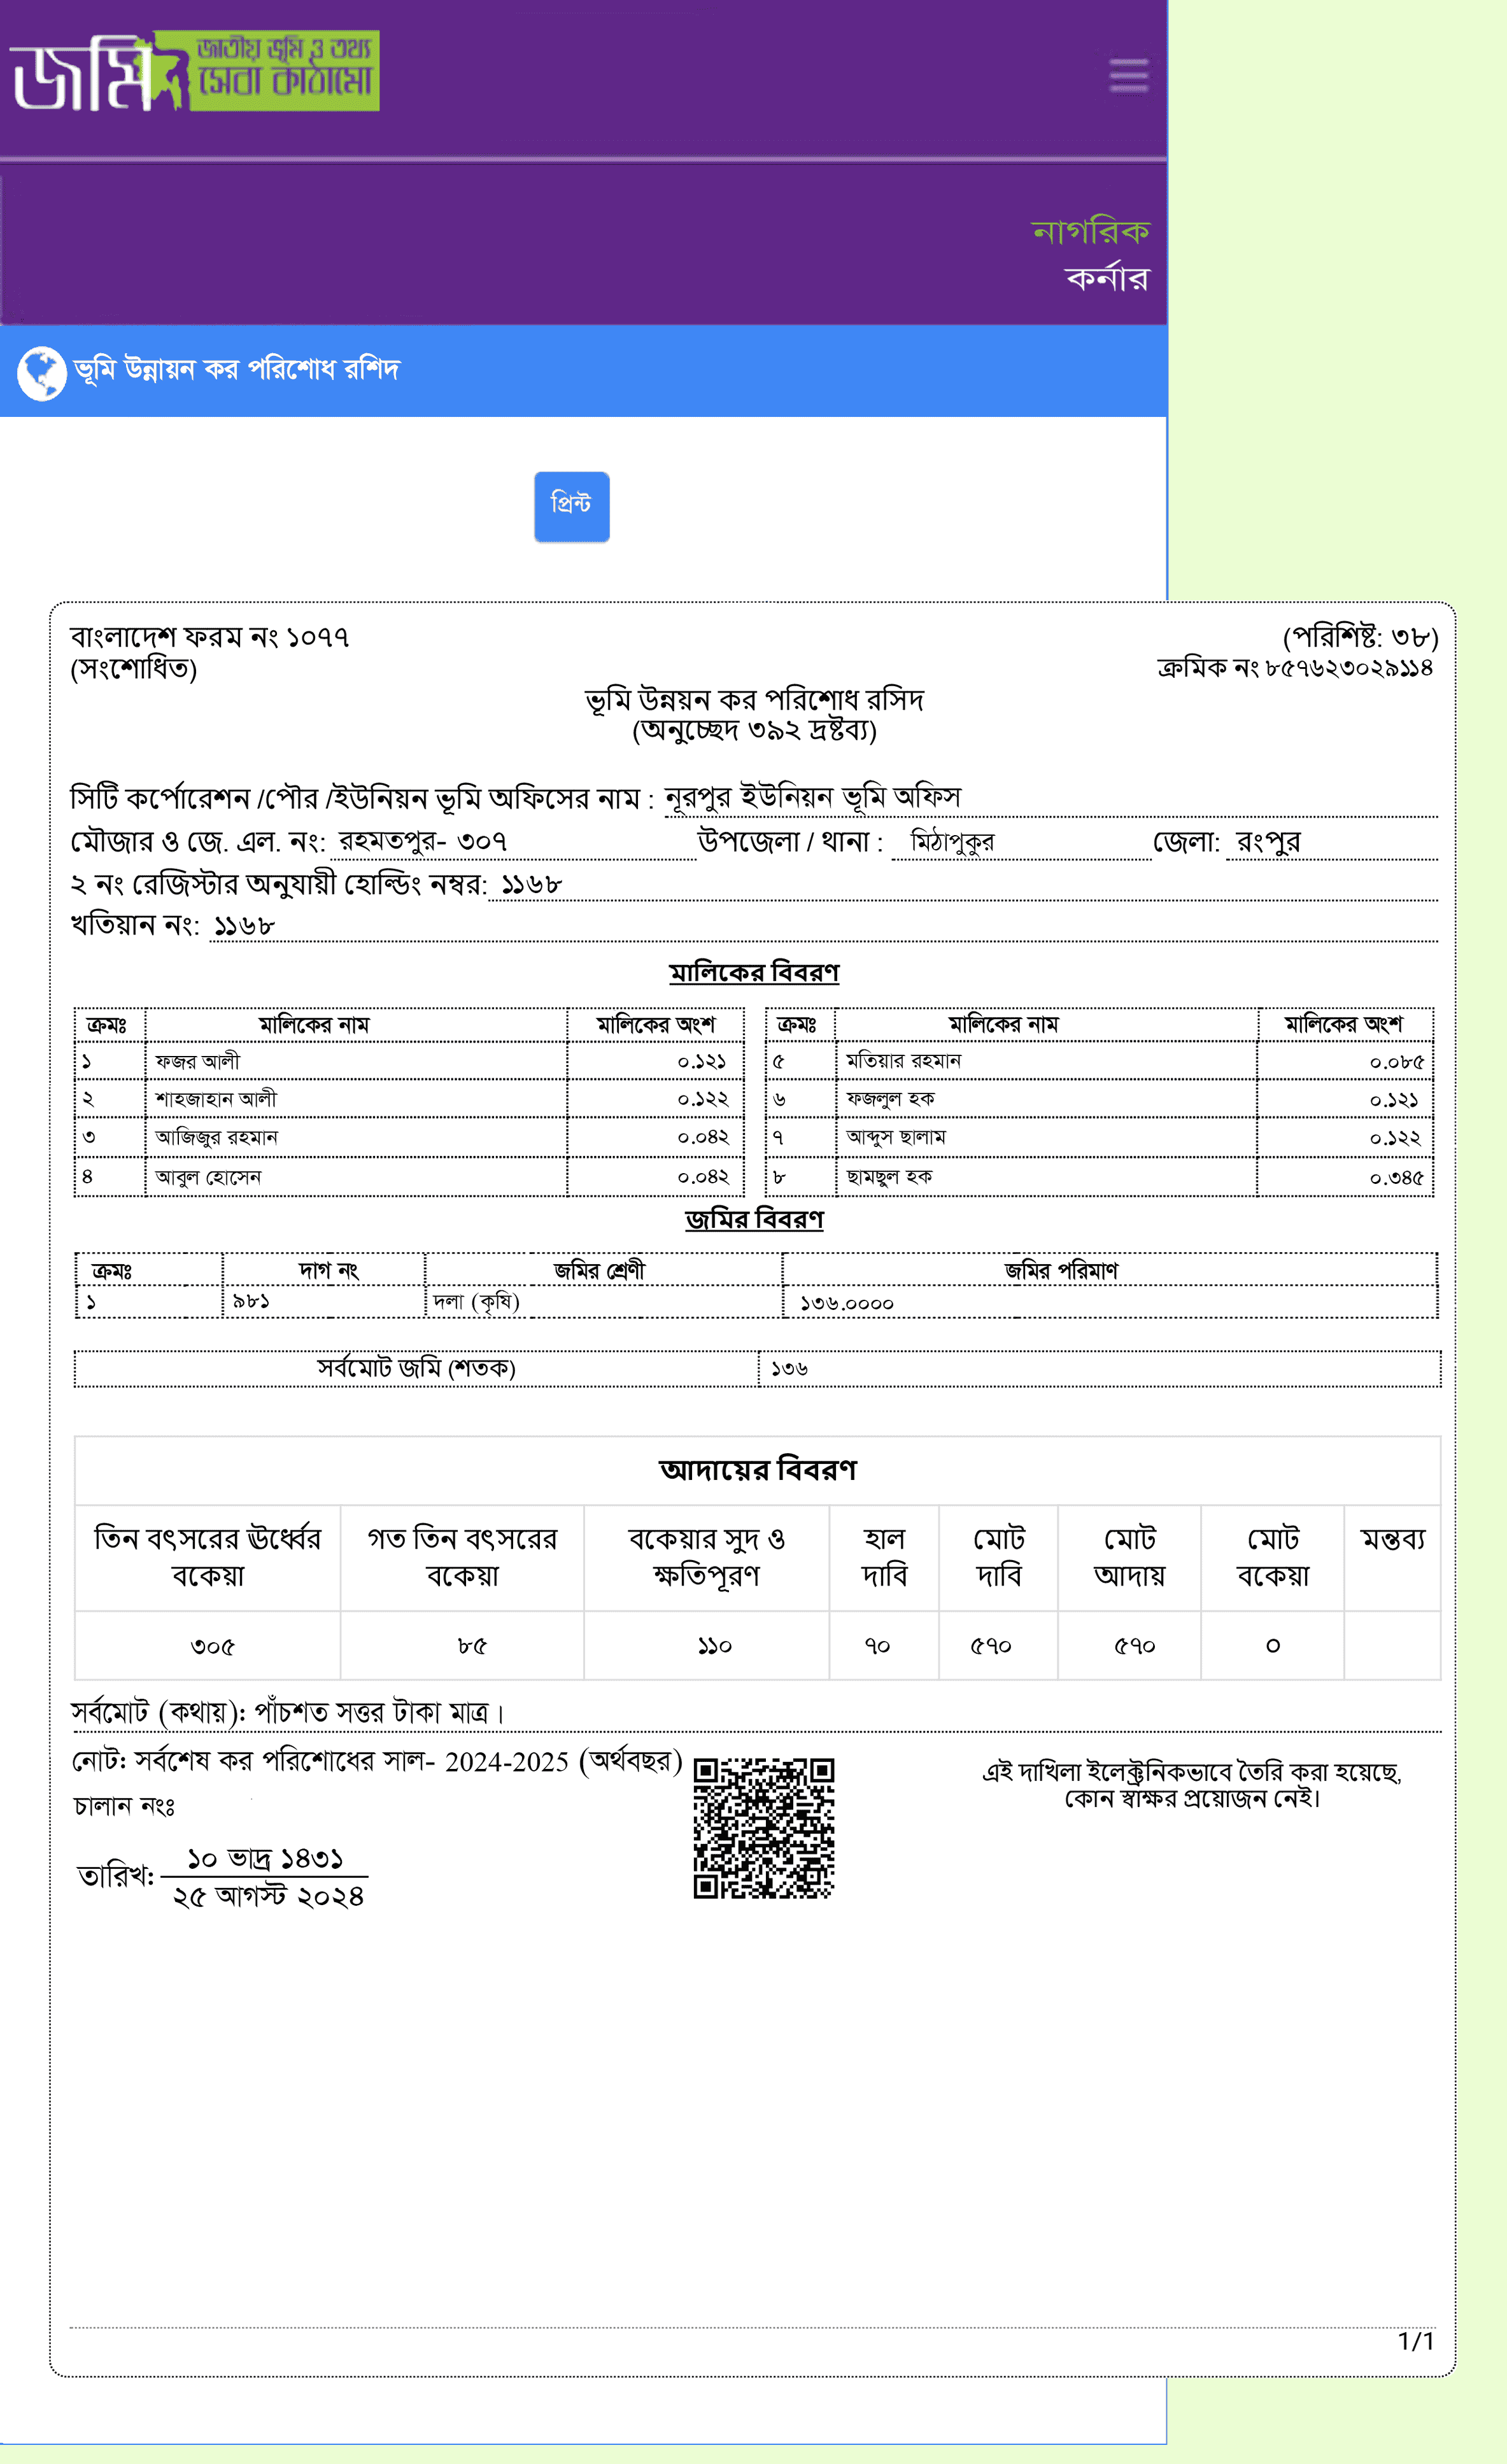 জমি জাতীয় ভূমি ও তথ্য
সেবা কাঠামো
নাগরিক
কর্নার
ভূমি উন্নায়ন কর পরিশোধ রশিদ
প্রিন্ট
বাংলাদেশ ফরম নং ১০৭৭ (পরিশিষ্ট: ৩৮)
(সংশোধিত) ক্রমিক নং ৮৫৭৬২৩০২৯১১৪
ভূমি উন্নয়ন কর পরিশোধ রসিদ
(অনুচ্ছেদ ৩৯২ দ্রষ্টব্য)
সিটি কর্পোরেশন /পৌর /ইউনিয়ন ভূমি অফিসের নাম : নূরপুর ইউনিয়ন ভূমি অফিস
মৌজার ও জে. এল. নং: রহমতপুর- ৩০৭ উপজেলা / থানা : মিঠাপুকুর জেলা: রংপুর
২ নং রেজিস্টার অনুযায়ী হোল্ডিং নম্বর: ১১৬৮
খতিয়ান নং: ১১৬৮
মালিকের বিবরণ
ক্রমঃ মালিকের নাম মালিকের অংশ ক্রমঃ মালিকের নাম মালিকের অংশ
১ ফজর আলী ০.১২১ ৫ মতিয়ার রহমান ০.০৮৫
২ শাহজাহান আলী ০.১২২ ৬ ফজলুল হক ০.১২১
৩ আজিজুর রহমান ০.০৪২ ৭ আব্দুস ছালাম ০.১২২
৪ আবুল হোসেন ০.০৪২ ৮ ছামছুল হক ০.৩৪৫
জমির বিবরণ
ক্রমঃ দাগ নং জমির শ্রেণী জমির পরিমাণ
১ ৯৮১ দলা (কৃষি) ১৩৬.০০০০
সর্বমোট জমি (শতক) ১৩৬
আদায়ের বিবরণ
তিন বৎসরের ঊর্ধ্বের গত তিন বৎসরের বকেয়ার সুদ ও হাল মোট মোট মোট মন্তব্য
বকেয়া বকেয়া ক্ষতিপূরণ দাবি দাবি আদায় বকেয়া
৩০৫ ৮৫ ১১০ ৭০ ৫৭০ ৫৭০ ০
সর্বমোট (কথায়): পাঁচশত সত্তর টাকা মাত্র।
নোট: সর্বশেষ কর পরিশোধের সাল- 2024-2025 (অর্থবছর)
এই দাখিলা ইলেক্ট্রনিকভাবে তৈরি করা হয়েছে,
কোন স্বাক্ষর প্রয়োজন নেই।
চালান নংঃ
তারিখ: ১০ ভাদ্র ১৪৩১
২৫ আগস্ট ২০২৪
1/1